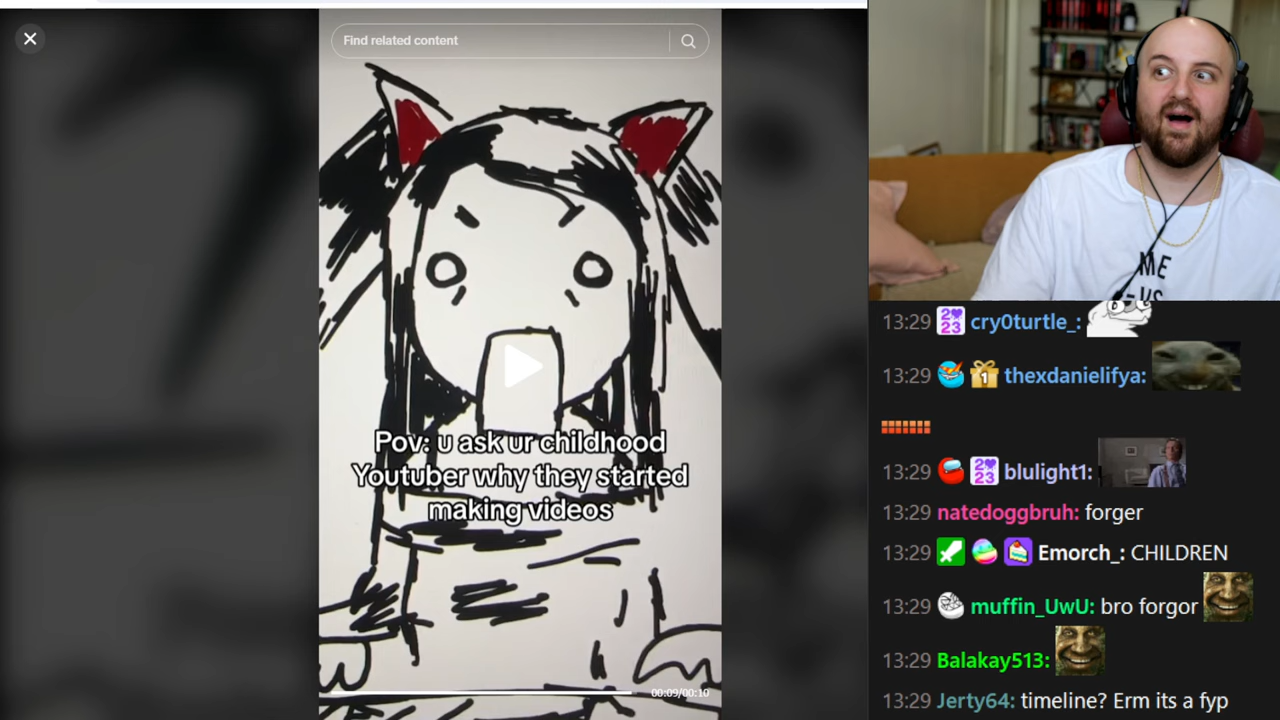 Find related content
Pov: u ask ur childhood
Youtuber why they started
making videos
00:09/00:10
ME
13:29 cry0turtle_:
13:29 1 thexdanielifya:
13:29 blulight1:
13:29 natedoggbruh: forger
13:29 Emorch_: CHILDREN
13:29 muffin_UwU: bro forgor
13:29 Balakay513:
13:29 Jerty64: timeline? Erm its a fyp